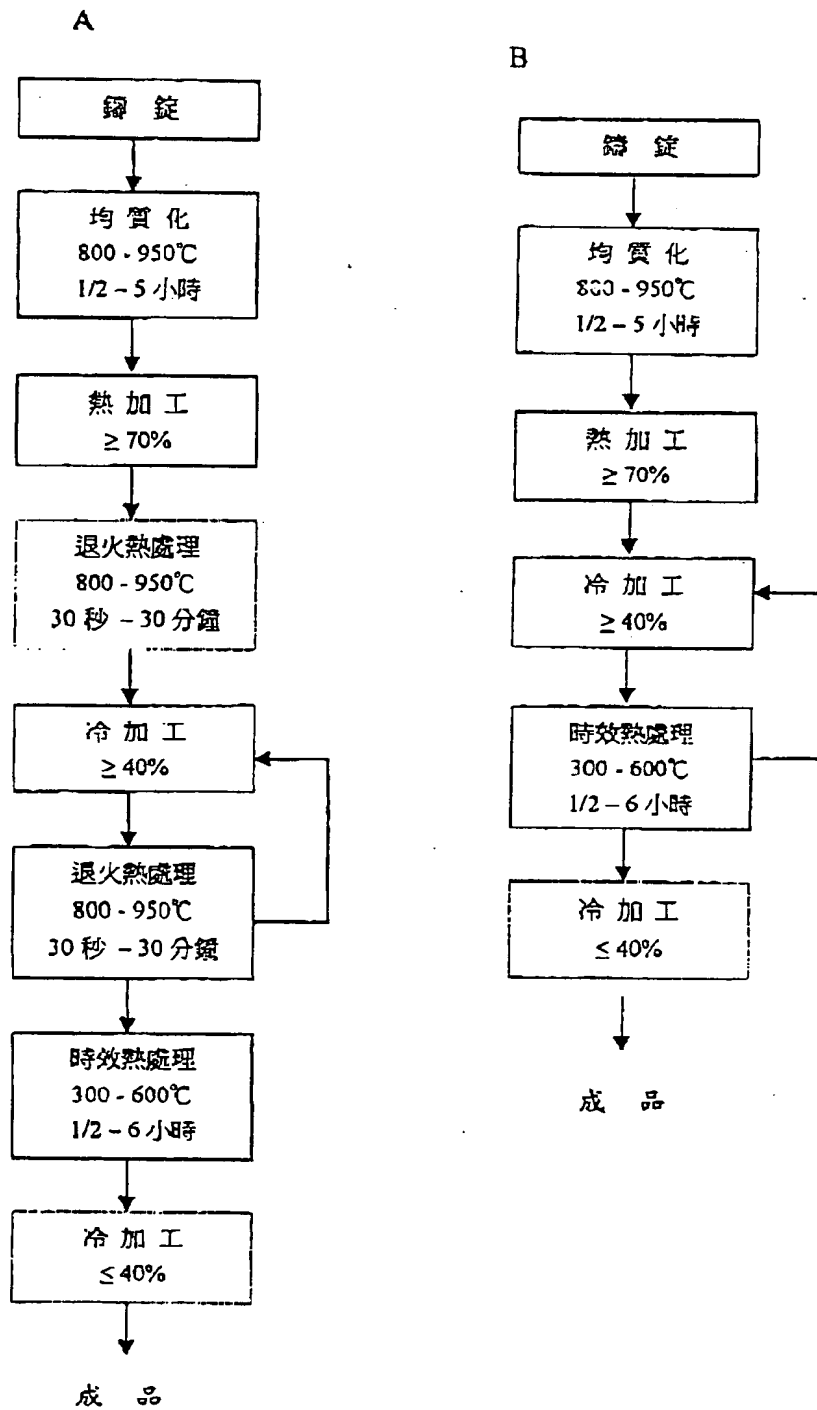 A
鑄 錠
均 質 化
800 - 950℃
1/2 – 5 小時
熱 加 工
≥ 70%
退火熱處理
800 - 950℃
30 秒 – 30 分鐘
冷 加 工
≥ 40%
退火熱處理
800 - 950℃
30 秒 – 30 分鐘
時效熱處理
300 - 600℃
1/2 – 6 小時
冷 加 工
≤ 40%
成 品
B
鑄 錠
均 質 化
800 - 950℃
1/2 – 5 小時
熱 加 工
≥ 70%
冷 加 工
≥ 40%
時效熱處理
300 - 600℃
1/2 – 6 小時
冷 加 工
≤ 40%
成 品